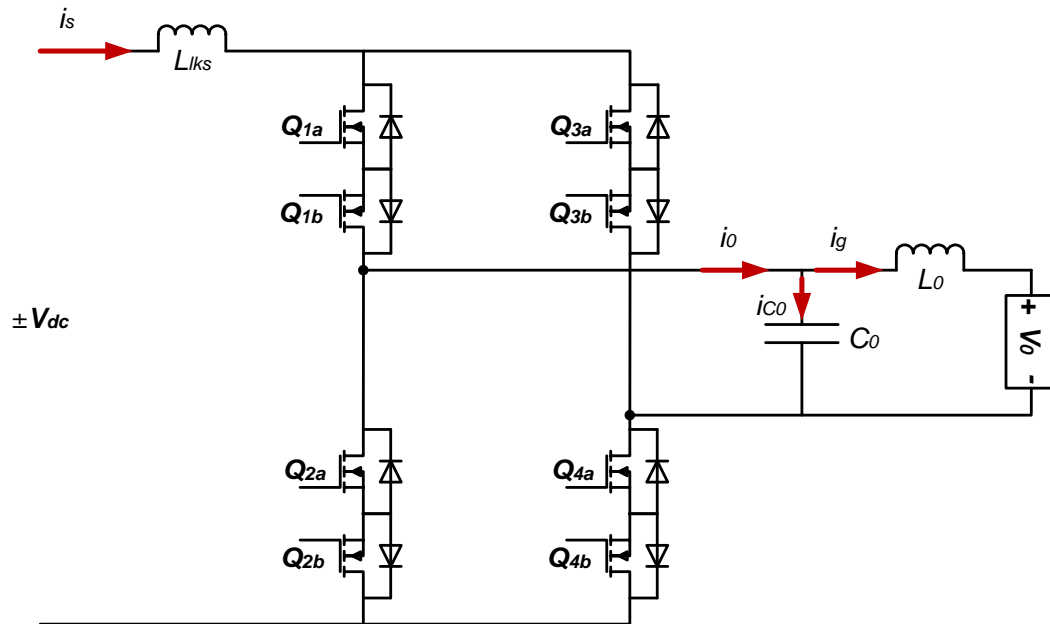 is
Llks
Q1a
Q3a
Q1b
Q3b
i0
ig
L0
iC0
C0
+ V0 -
±Vdc
Q2a
Q4a
Q2b
Q4b